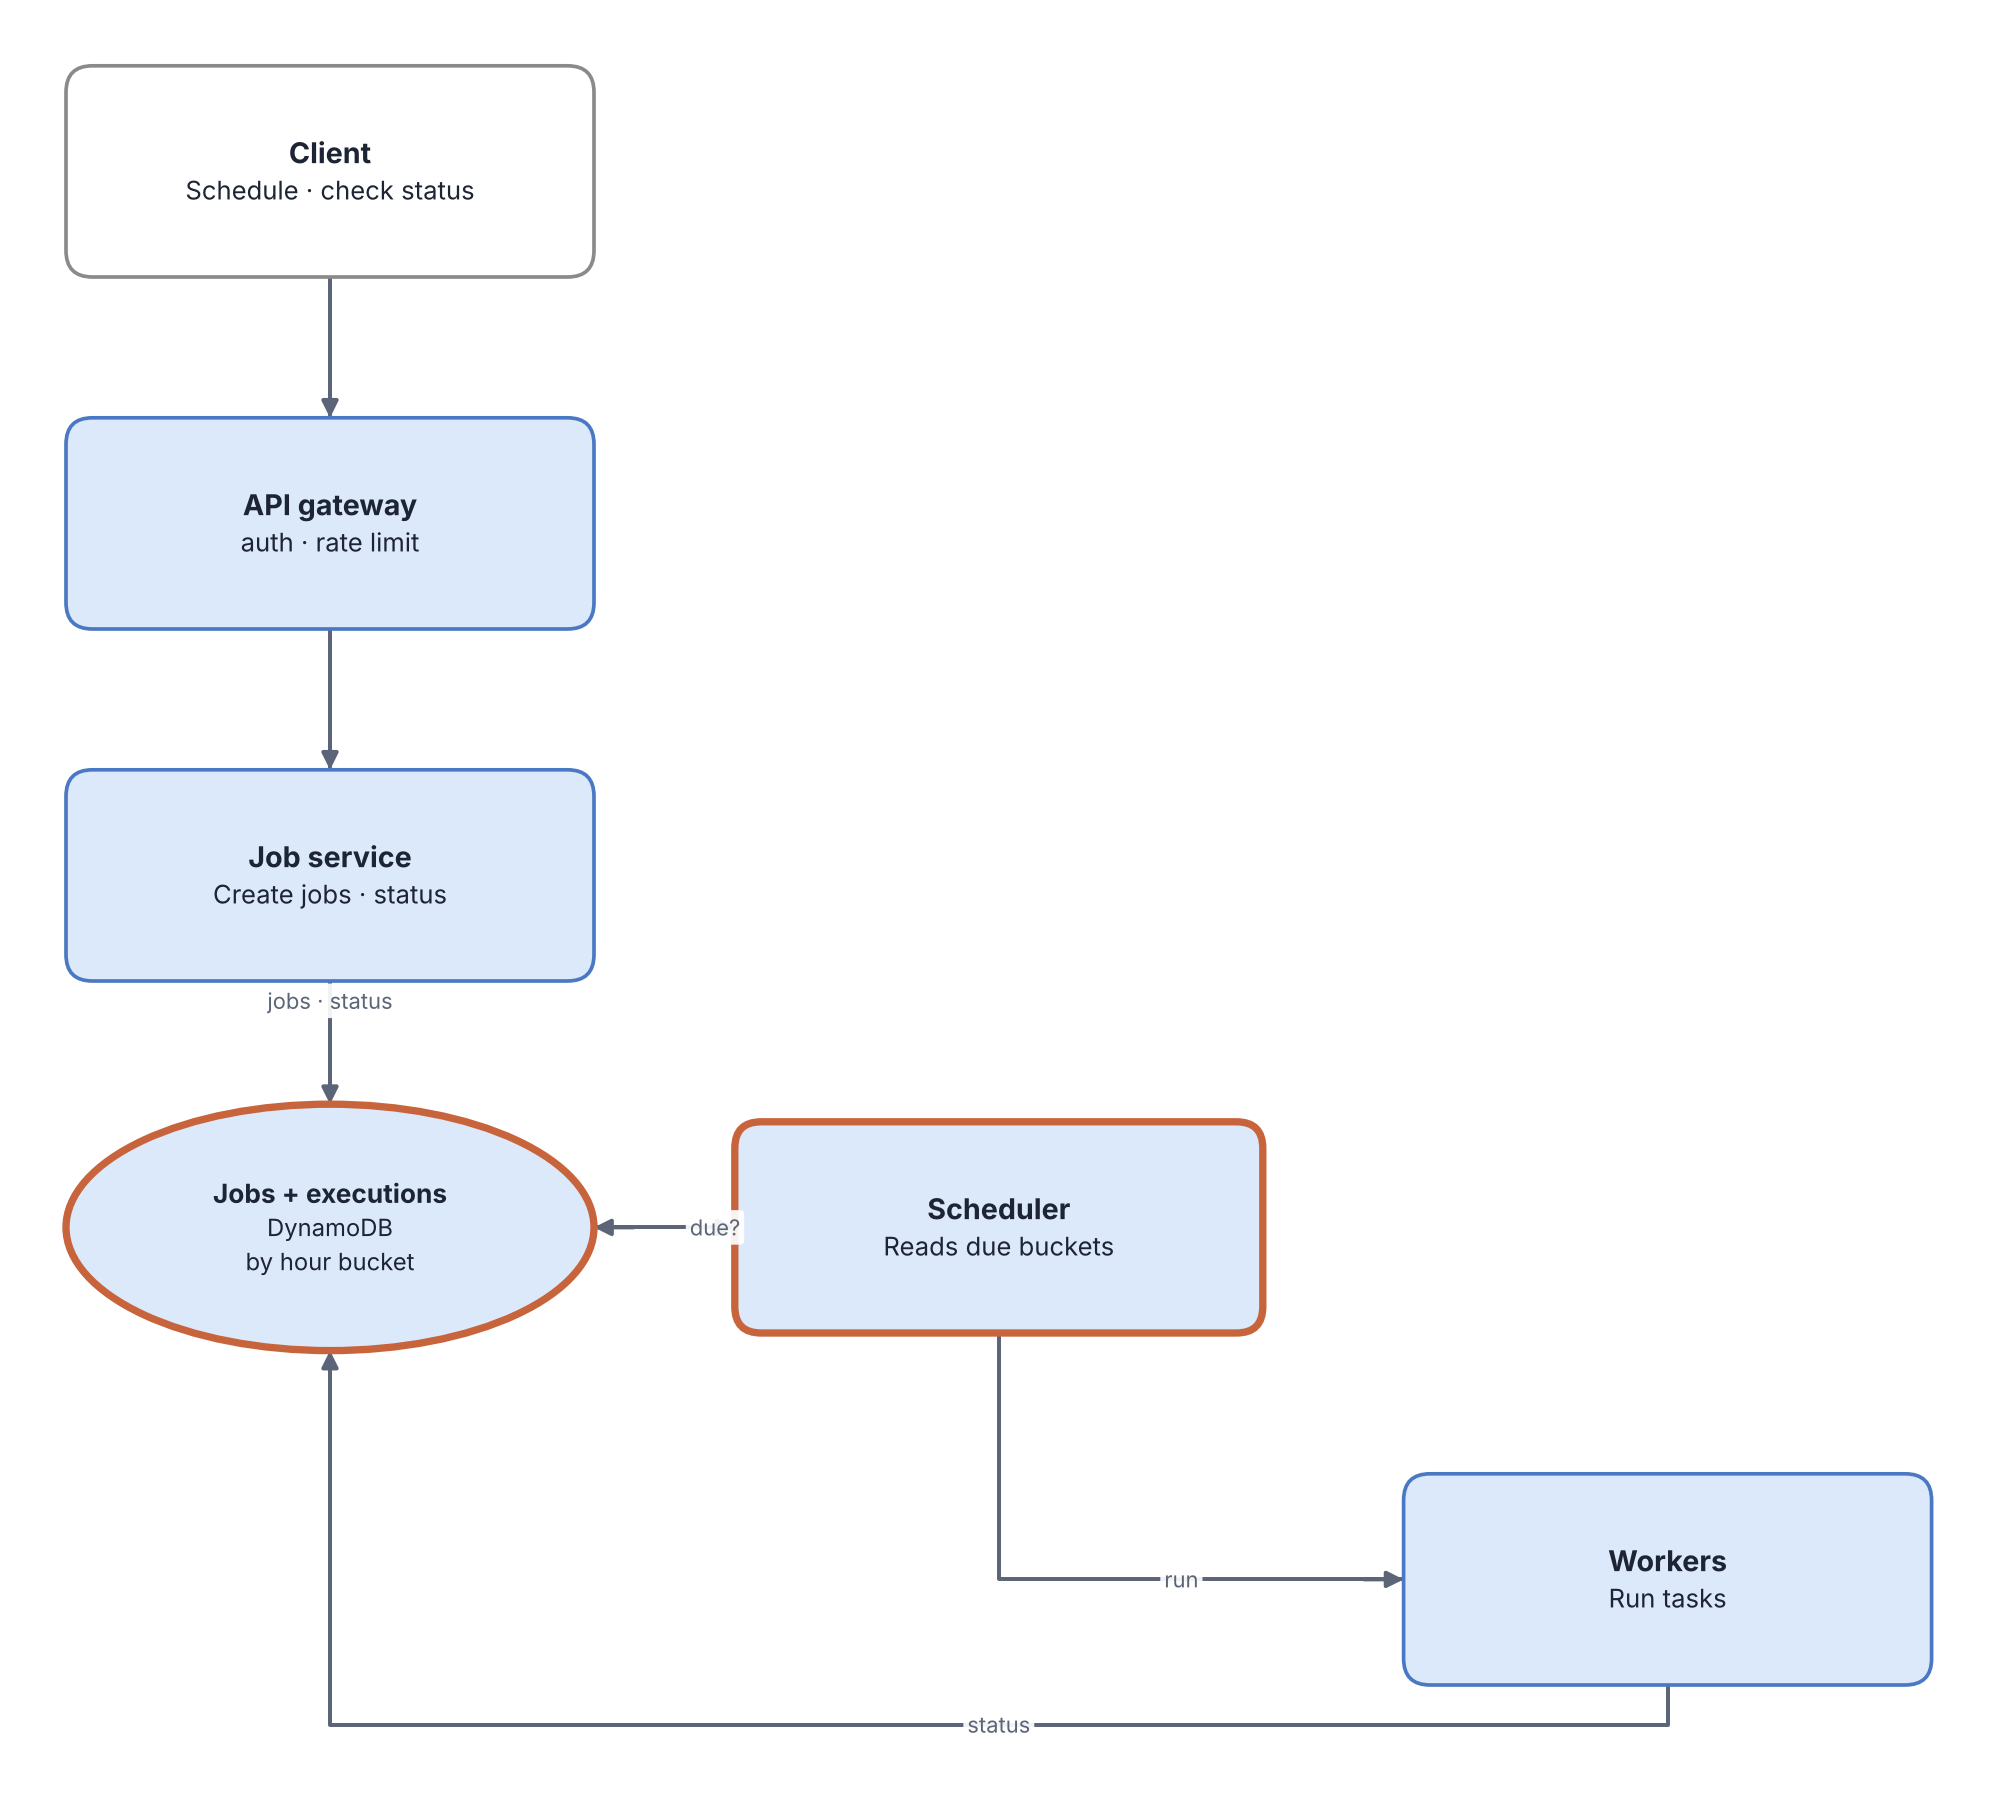 Client
Schedule · check status
API gateway
auth · rate limit
Job service
Create jobs · status
jobs · status
Jobs + executions
DynamoDB
by hour bucket
due?
Scheduler
Reads due buckets
run
Workers
Run tasks
status